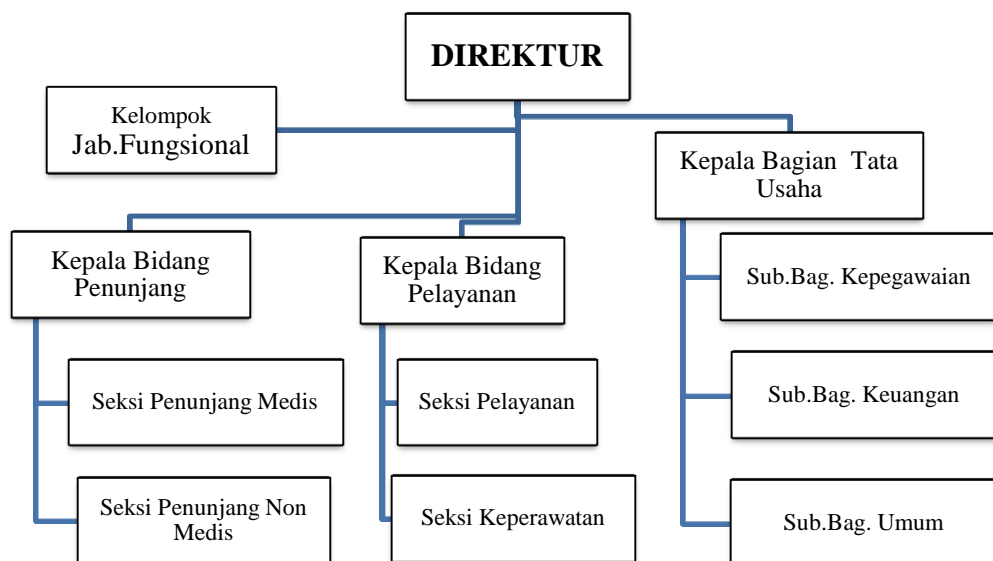 DIREKTUR
Kelompok
Jab.Fungsional
Kepala Bagian Tata
Usaha
Kepala Bidang
Penunjang
Kepala Bidang
Pelayanan
Sub.Bag. Kepegawaian
Seksi Penunjang Medis
Seksi Pelayanan
Sub.Bag. Keuangan
Seksi Penunjang Non
Medis
Seksi Keperawatan
Sub.Bag. Umum